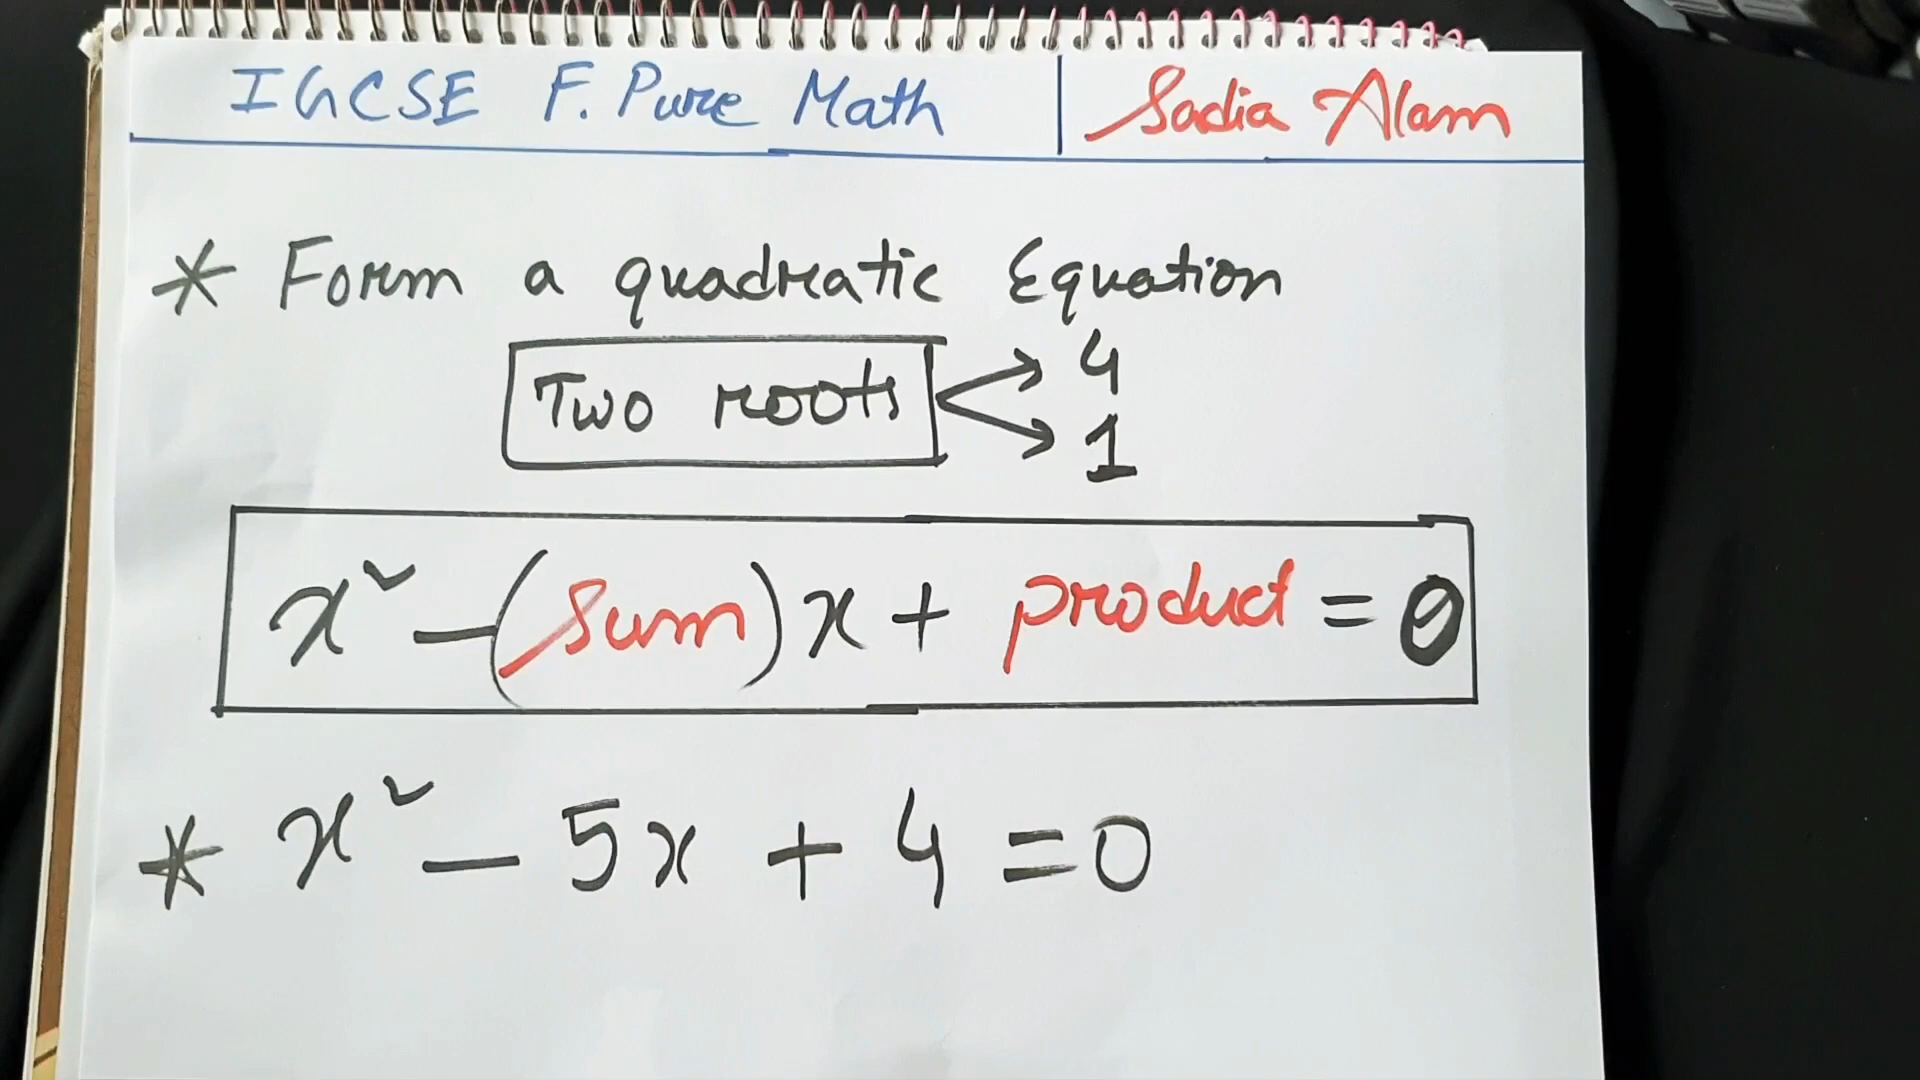 IGCSE F. Pure Math | Sadia Alam
* Form a quadratic Equation
Two roots → 4
→ 1
x² - (sum)x + product = 0
* x² - 5x + 4 = 0